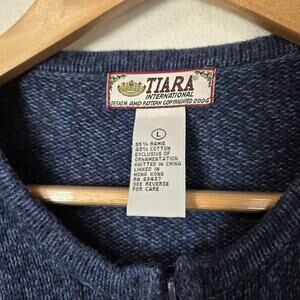 TIARA
INTERNATIONAL
DESIGN AND PATTERN COPYRIGHTED 2006
L
55% RAMIE
45% COTTON
EXCLUSIVE OF
ORNAMENTATION
KNITTED IN CHINA
LINKED IN
HONG KONG
RN 89437
SEE REVERSE
FOR CARE